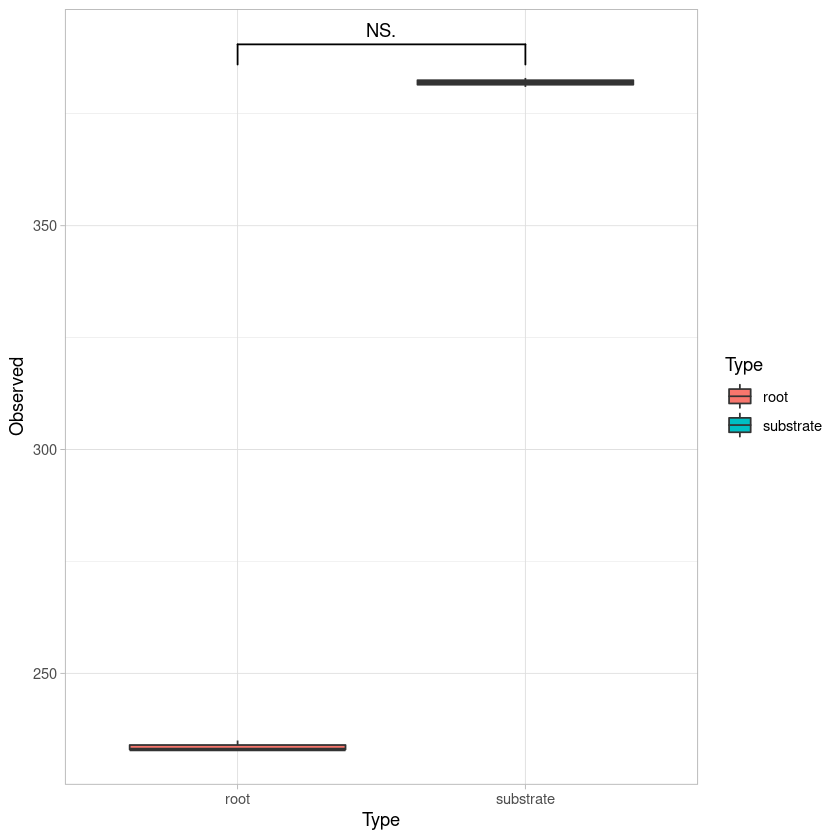 NS.
350
300
250
Observed
root
substrate
Type
Type
root
substrate